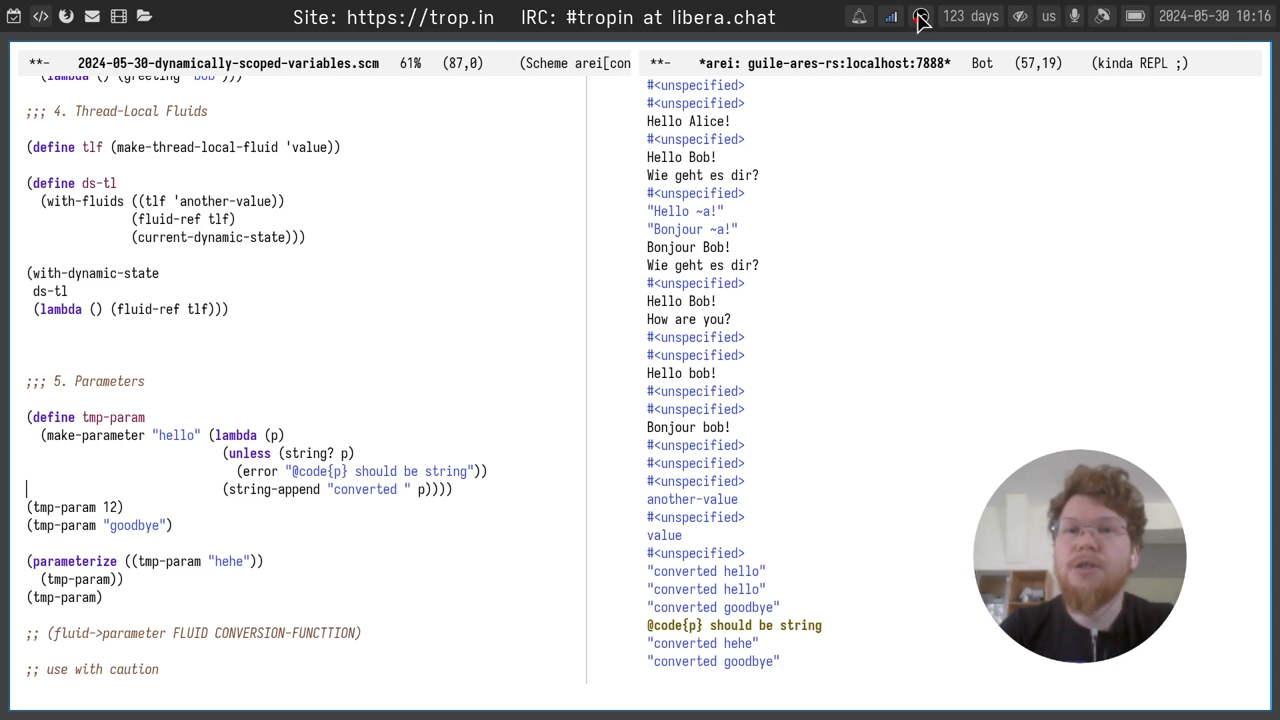 Site: https://trop.in IRC: #tropin at libera.chat
123 days us 2024-05-30 10:16
**- 2024-05-30-dynamically-scoped-variables.scm 61% (87,0) (Scheme arei[con
;;; 4. Thread-Local Fluids
(define tlf (make-thread-local-fluid 'value))
(define ds-tl
(with-fluids ((tlf 'another-value))
(fluid-ref tlf)
(current-dynamic-state)))
(with-dynamic-state
ds-tl
(lambda () (fluid-ref tlf)))
;;; 5. Parameters
(define tmp-param
(make-parameter "hello" (lambda (p)
(unless (string? p)
(error "@code{p} should be string"))
(string-append "converted " p))))
(tmp-param 12)
(tmp-param "goodbye")
(parameterize ((tmp-param "hehe"))
(tmp-param))
(tmp-param)
;; (fluid->parameter FLUID CONVERSION-FUNCTTION)
;; use with caution
**- *arei: guile-ares-rs:localhost:7888* Bot (57,19) (kinda REPL ;)
#<unspecified>
#<unspecified>
Hello Alice!
#<unspecified>
Hello Bob!
Wie geht es dir?
#<unspecified>
"Hello ~a!"
"Bonjour ~a!"
Bonjour Bob!
Wie geht es dir?
#<unspecified>
Hello Bob!
How are you?
#<unspecified>
#<unspecified>
Hello bob!
#<unspecified>
#<unspecified>
Bonjour bob!
#<unspecified>
#<unspecified>
#<unspecified>
another-value
#<unspecified>
value
#<unspecified>
"converted hello"
"converted hello"
"converted goodbye"
@code{p} should be string
"converted hehe"
"converted goodbye"